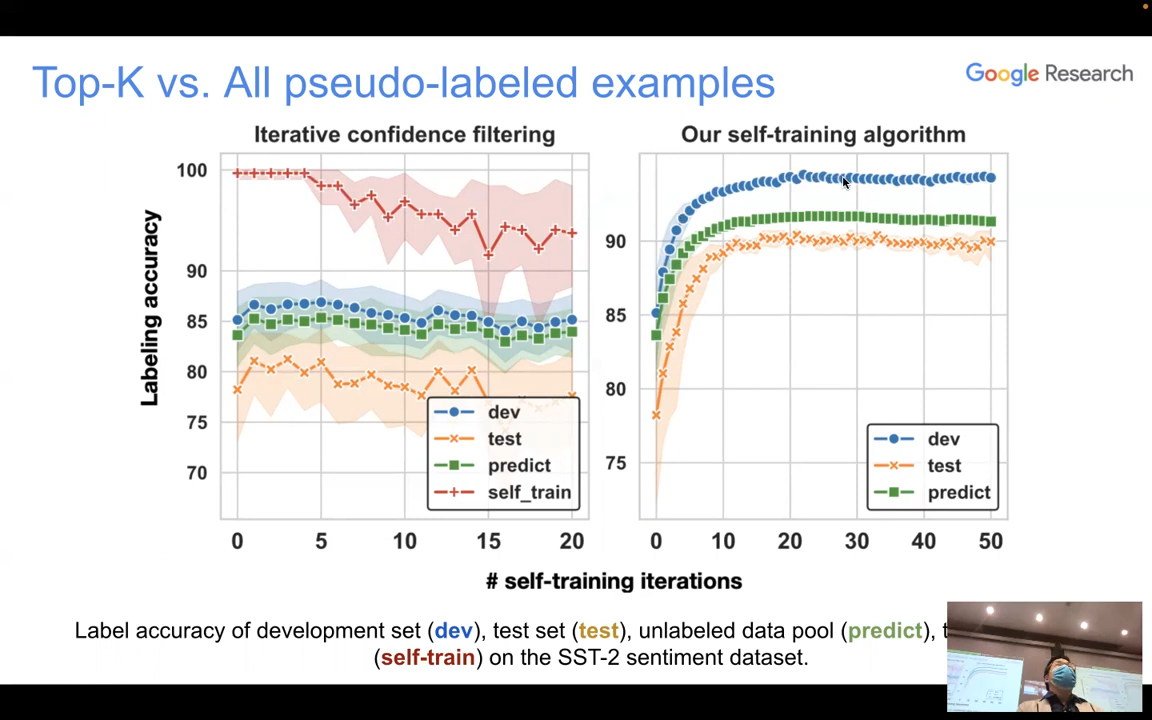 Top-K vs. All pseudo-labeled examples
Google Research
Iterative confidence filtering
Our self-training algorithm
Labeling accuracy
100
90
85
80
75
70
0
5
10
15
20
dev
test
predict
self_train
90
85
80
75
0
10
20
30
40
50
dev
test
predict
# self-training iterations
Label accuracy of development set (dev), test set (test), unlabeled data pool (predict),
(self-train) on the SST-2 sentiment dataset.